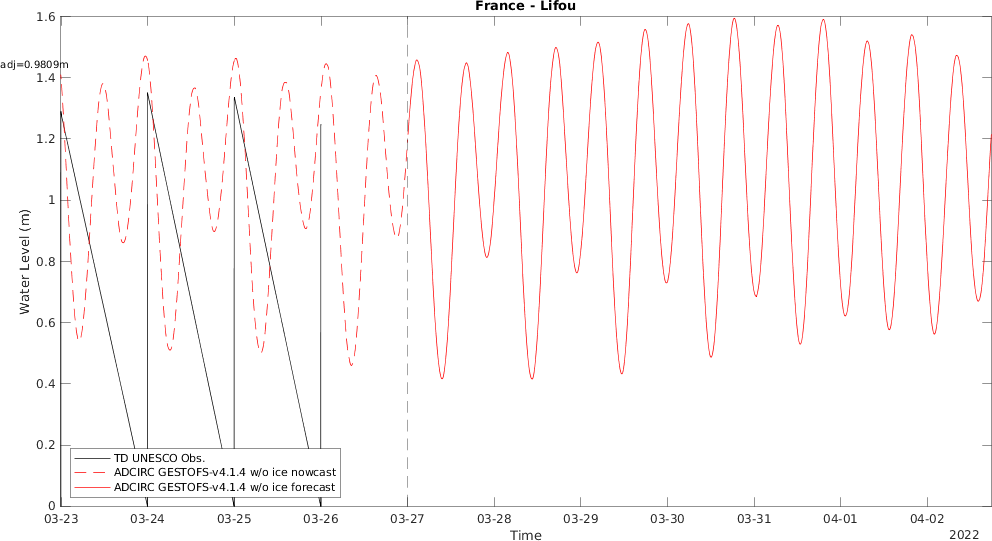 France - Lifou
adj=0.9809m
1.6
1.4
1.2
1
0.8
0.6
0.4
0.2
0
Water Level (m)
TD UNESCO Obs.
ADCIRC GESTOFS-v4.1.4 w/o ice nowcast
ADCIRC GESTOFS-v4.1.4 w/o ice forecast
03-23 03-24 03-25 03-26 03-27 03-28 03-29 03-30 03-31 04-01 04-02
Time
2022